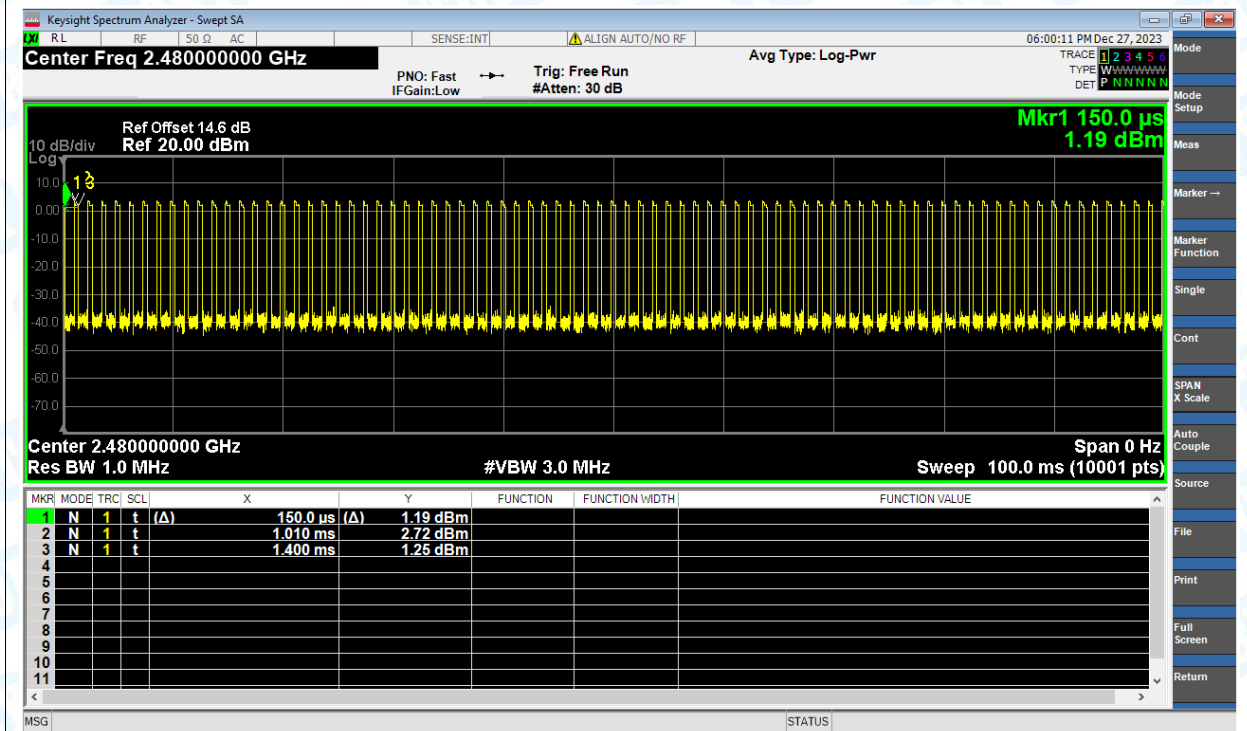 Keysight Spectrum Analyzer - Swept SA
LXI RL RF 50 Ω AC SENSE:INT ALIGN AUTO/NO RF 06:00:11 PM Dec 27, 2023
Center Freq 2.480000000 GHz
Avg Type: Log-Pwr
TRACE 1 2 3 4 5 6
PNO: Fast
Trig: Free Run
TYPE WWWWWW
IFGain:Low
#Atten: 30 dB
DET P N N N N N
Ref Offset 14.6 dB
Mkr1 150.0 µs
10 dB/div Ref 20.00 dBm
1.19 dBm
Log
10.0
1
3
0.00
-10.0
-20.0
-30.0
-40.0
-50.0
-60.0
-70.0
Center 2.480000000 GHz Span 0 Hz
Res BW 1.0 MHz #VBW 3.0 MHz Sweep 100.0 ms (10001 pts)
MKR MODE TRC SCL X Y FUNCTION FUNCTION WIDTH FUNCTION VALUE
1 N 1 t (Δ) 150.0 µs (Δ) 1.19 dBm
2 N 1 t 1.010 ms 2.72 dBm
3 N 1 t 1.400 ms 1.25 dBm
4
5
6
7
8
9
10
11
MSG STATUS
Mode
Mode Setup
Meas
Marker →
Marker Function
Single
Cont
SPAN X Scale
Auto Couple
Source
File
Print
Full Screen
Return